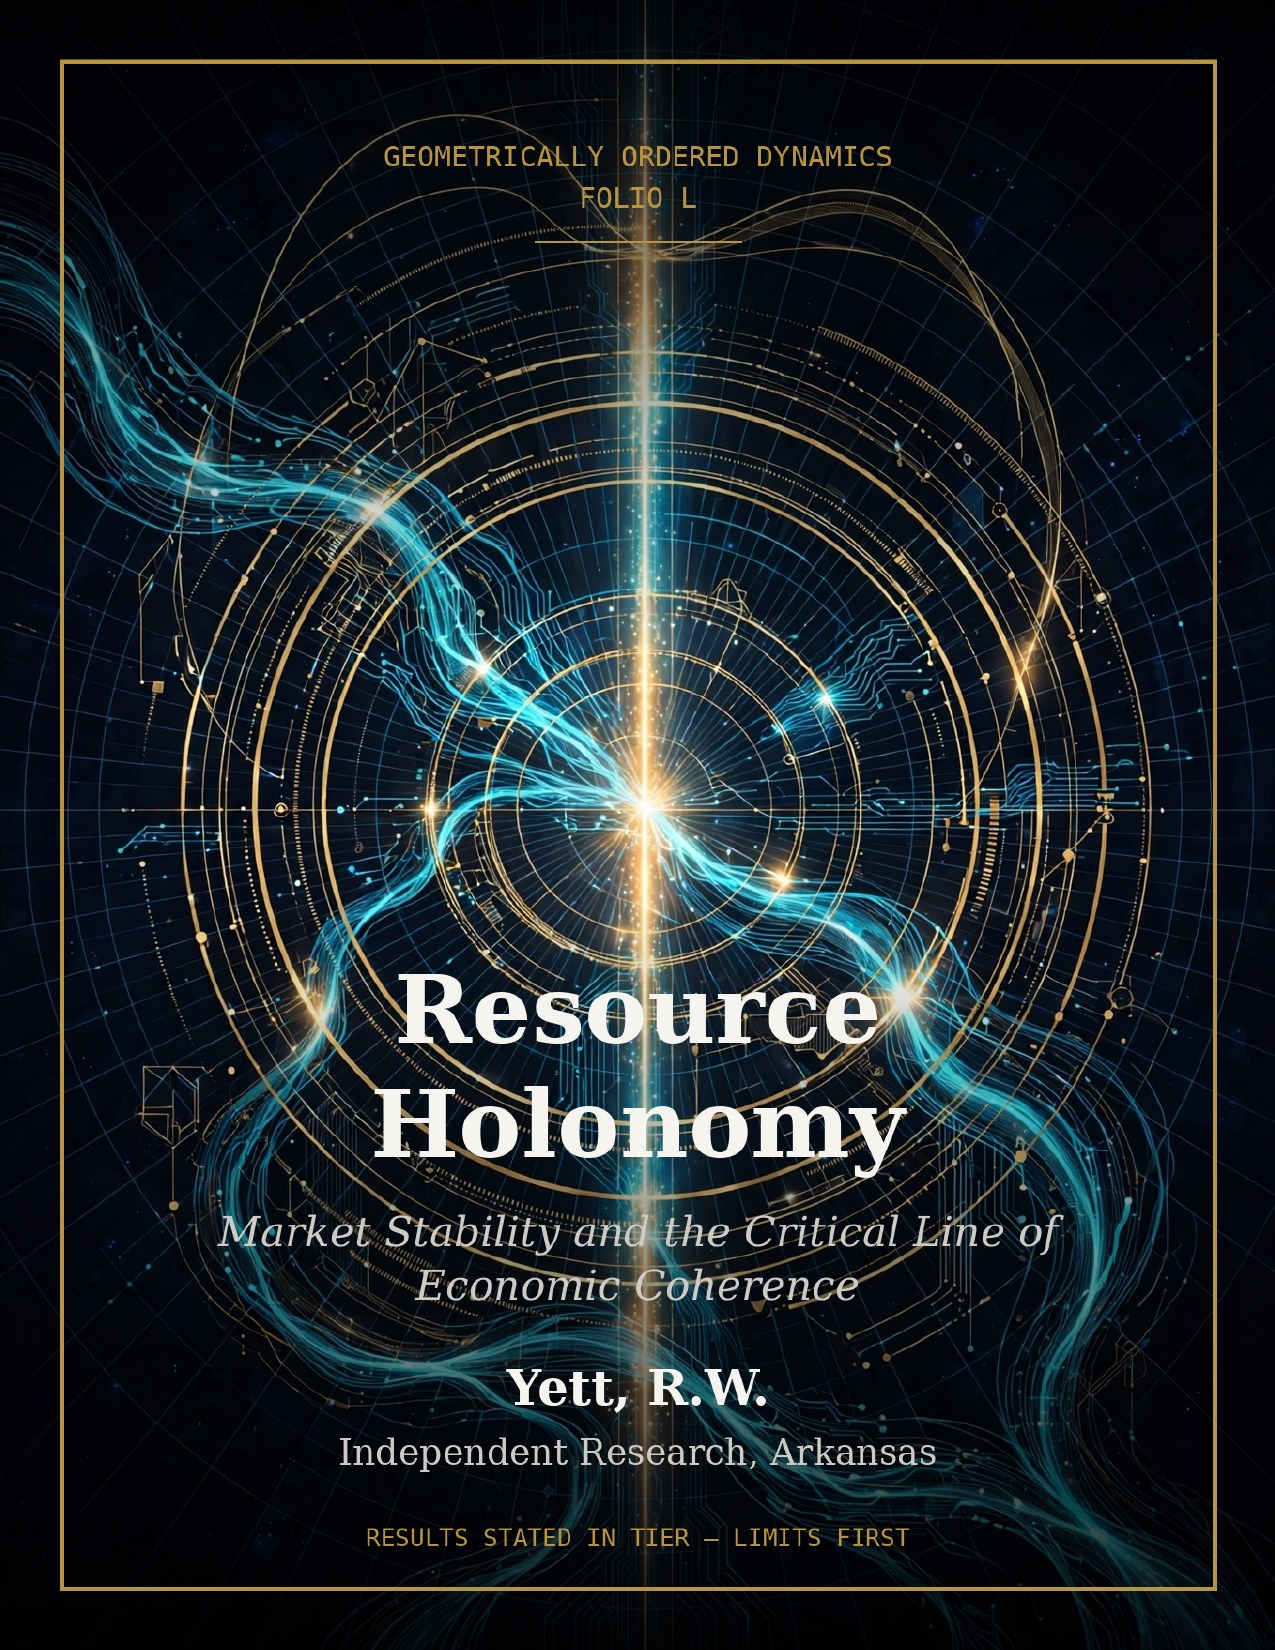 GEOMETRICALLY ORDERED DYNAMICS
FOLIO L
Resource
Holonomy
Market Stability and the Critical Line of
Economic Coherence
Yett, R.W.
Independent Research, Arkansas
RESULTS STATED IN TIER — LIMITS FIRST